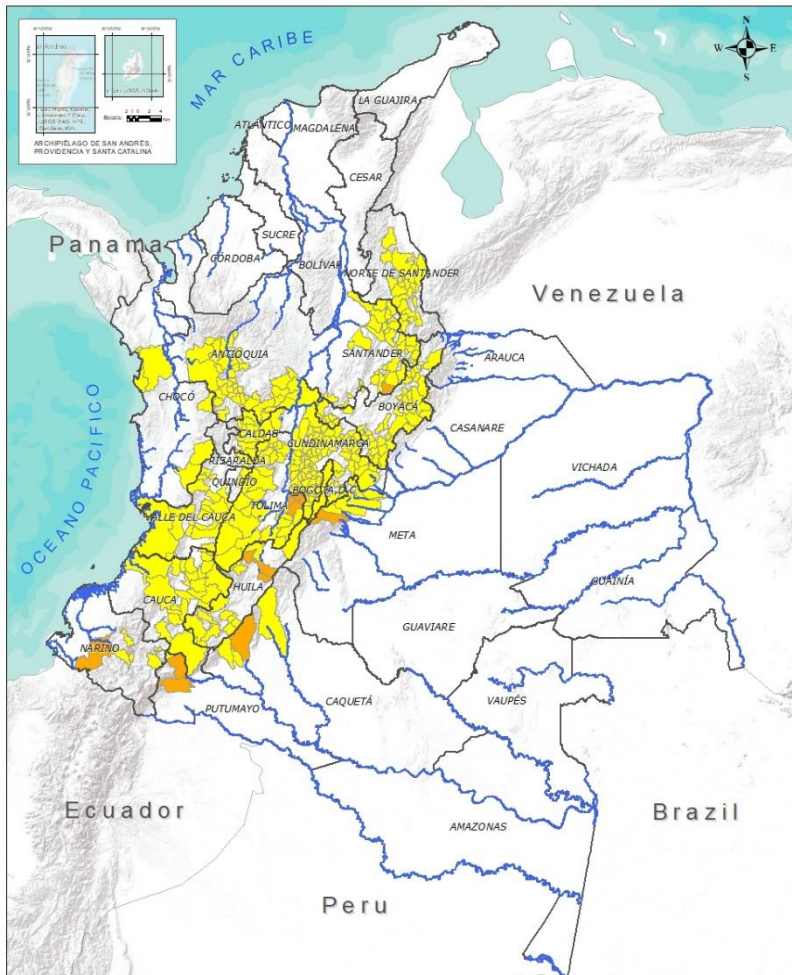 MAR CARIBE
N
W
E
S
ARCHIPIÉLAGO DE SAN ANDRÉS,
PROVIDENCIA Y SANTA CATALINA
LA GUAJIRA
ATLÁNTICO
MAGDALENA
CESAR
Panama
SUCRE
CÓRDOBA
BOLÍVAR
NORTE DE SANTANDER
Venezuela
ANTIOQUIA
SANTANDER
ARAUCA
CHOCÓ
BOYACÁ
CASANARE
CALDAS
CUNDINAMARCA
OCEANO PACIFICO
RISARALDA
VICHADA
QUINDÍO
BOGOTÁ, D.C.
TOLIMA
VALLE DEL CAUCA
META
HUILA
GUAINÍA
CAUCA
GUAVIARE
NARIÑO
CAQUETÁ
VAUPÉS
PUTUMAYO
Ecuador
Brazil
AMAZONAS
Peru